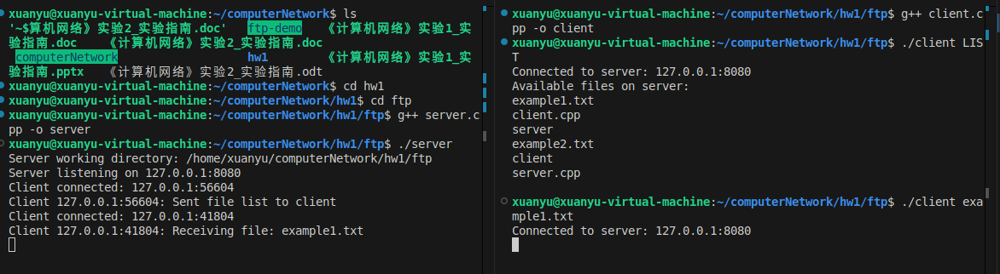 xuanyu@xuanyu-virtual-machine:~/computerNetwork$ ls
'~$算机网络》实验2_实验指南.doc' ftp-demo 《计算机网络》实验1_实
验指南.doc 《计算机网络》实验2_实验指南.doc
computerNetwork hw1 《计算机网络》实验1_实
验指南.pptx 《计算机网络》实验2_实验指南.odt
xuanyu@xuanyu-virtual-machine:~/computerNetwork$ cd hw1
xuanyu@xuanyu-virtual-machine:~/computerNetwork/hw1$ cd ftp
xuanyu@xuanyu-virtual-machine:~/computerNetwork/hw1/ftp$ g++ server.c
pp -o server
xuanyu@xuanyu-virtual-machine:~/computerNetwork/hw1/ftp$ ./server
Server working directory: /home/xuanyu/computerNetwork/hw1/ftp
Server listening on 127.0.0.1:8080
Client connected: 127.0.0.1:56604
Client 127.0.0.1:56604: Sent file list to client
Client connected: 127.0.0.1:41804
Client 127.0.0.1:41804: Receiving file: example1.txt
xuanyu@xuanyu-virtual-machine:~/computerNetwork/hw1/ftp$ g++ client.c
pp -o client
xuanyu@xuanyu-virtual-machine:~/computerNetwork/hw1/ftp$ ./client LIS
T
Connected to server: 127.0.0.1:8080
Available files on server:
example1.txt
client.cpp
server
example2.txt
client
server.cpp
xuanyu@xuanyu-virtual-machine:~/computerNetwork/hw1/ftp$ ./client exa
mple1.txt
Connected to server: 127.0.0.1:8080